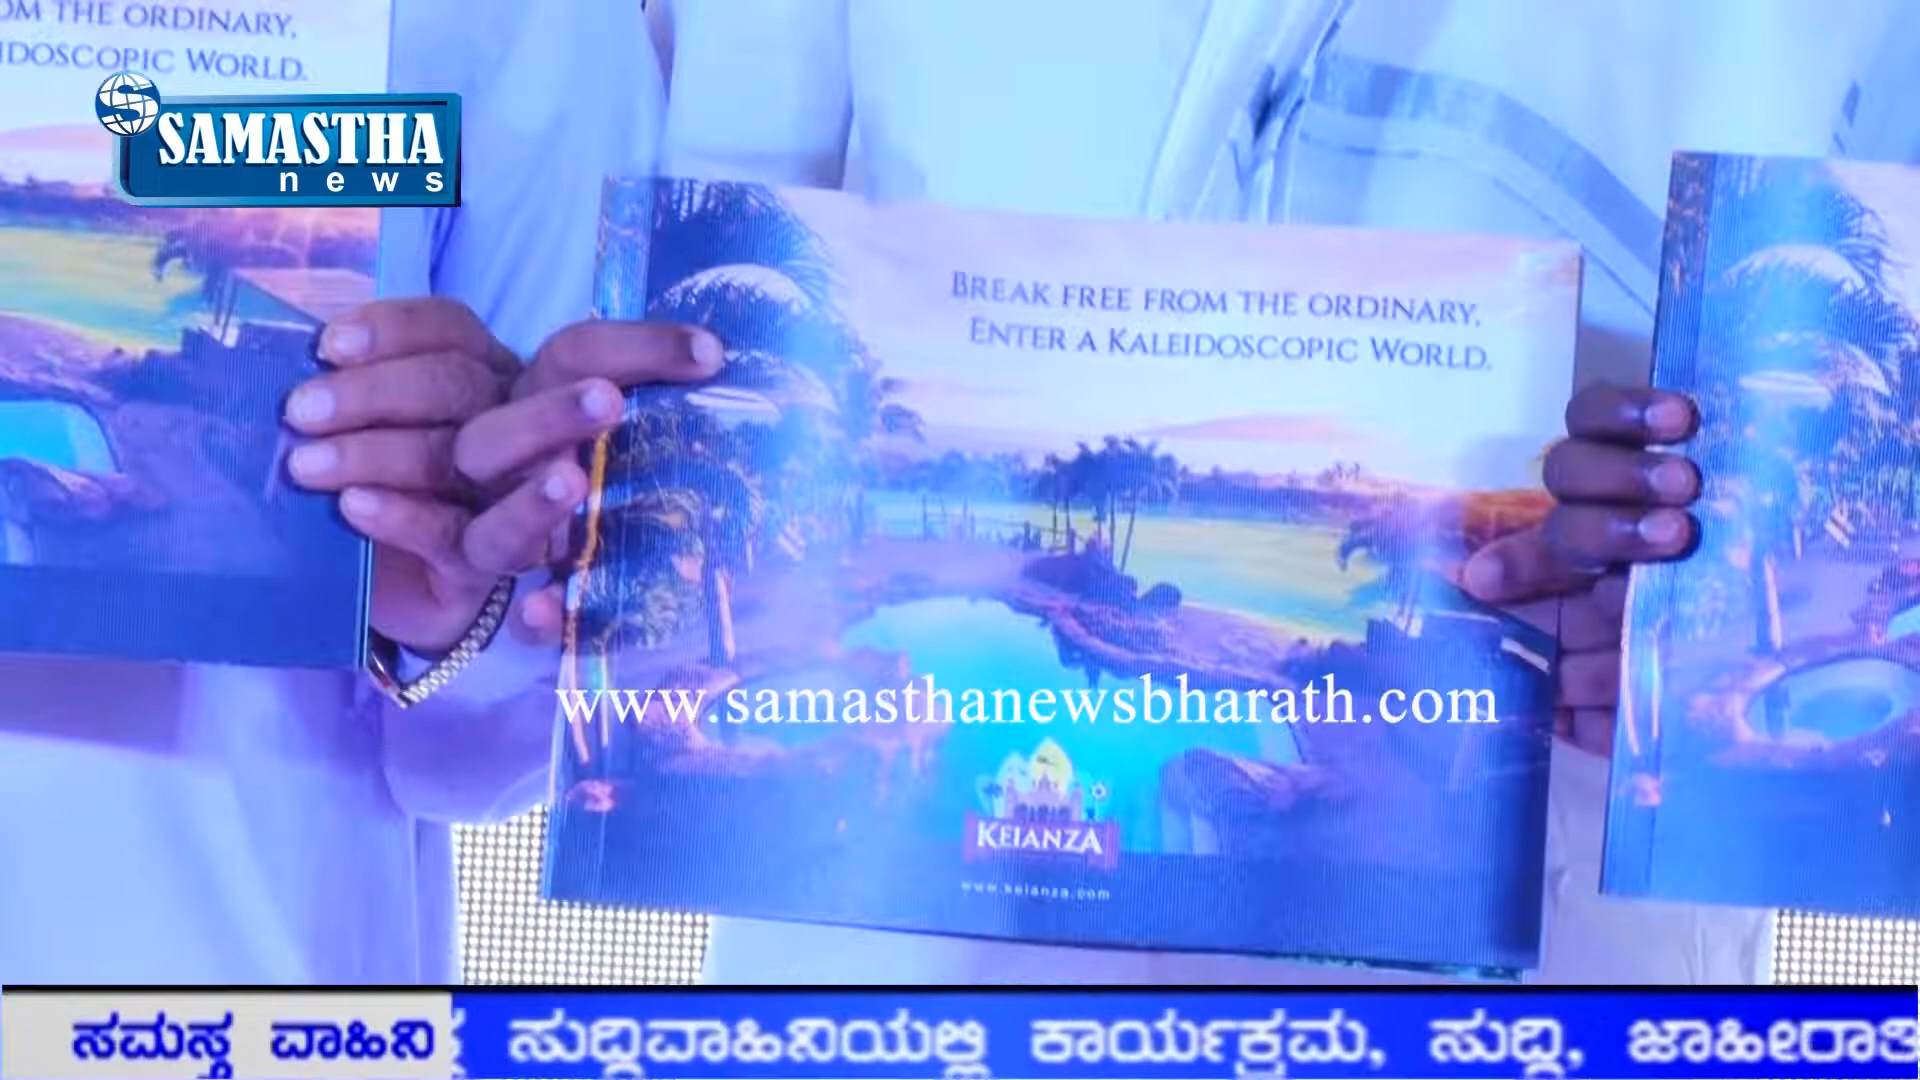 OM THE ORDINARY,
IDOSCOPIC WORLD.
S
SAMASTHA
news
BREAK FREE FROM THE ORDINARY.
ENTER A KALEIDOSCOPIC WORLD.
www.samasthanewsbharath.com
KEIANZA
www.keianza.com
ಸಮಸ್ತ ವಾಹಿನಿ ಸುದ್ದಿವಾಹಿನಿಯಲ್ಲಿ ಕಾರ್ಯಕ್ರಮ, ಸುದ್ದಿ, ಜಾಹೀರಾತಿ